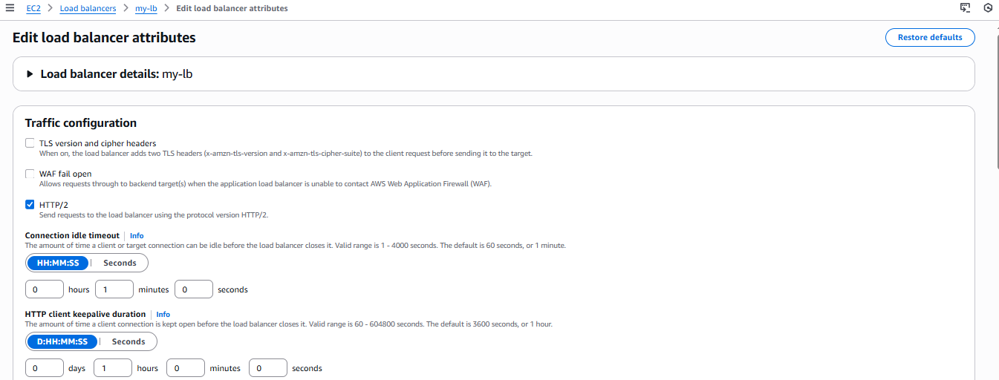 EC2 > Load balancers > my-lb > Edit load balancer attributes
Edit load balancer attributes
Restore defaults
Load balancer details: my-lb
Traffic configuration
TLS version and cipher headers
When on, the load balancer adds two TLS headers (x-amzn-tls-version and x-amzn-tls-cipher-suite) to the client request before sending it to the target.
WAF fail open
Allows requests through to backend target(s) when the application load balancer is unable to contact AWS Web Application Firewall (WAF).
HTTP/2
Send requests to the load balancer using the protocol version HTTP/2.
Connection idle timeout | Info
The amount of time a client or target connection can be idle before the load balancer closes it. Valid range is 1 - 4000 seconds. The default is 60 seconds, or 1 minute.
HH:MM:SS | Seconds
0 hours 1 minutes 0 seconds
HTTP client keepalive duration | Info
The amount of time a client connection is kept open before the load balancer closes it. Valid range is 60 - 604800 seconds. The default is 3600 seconds, or 1 hour.
D:HH:MM:SS | Seconds
0 days 1 hours 0 minutes 0 seconds